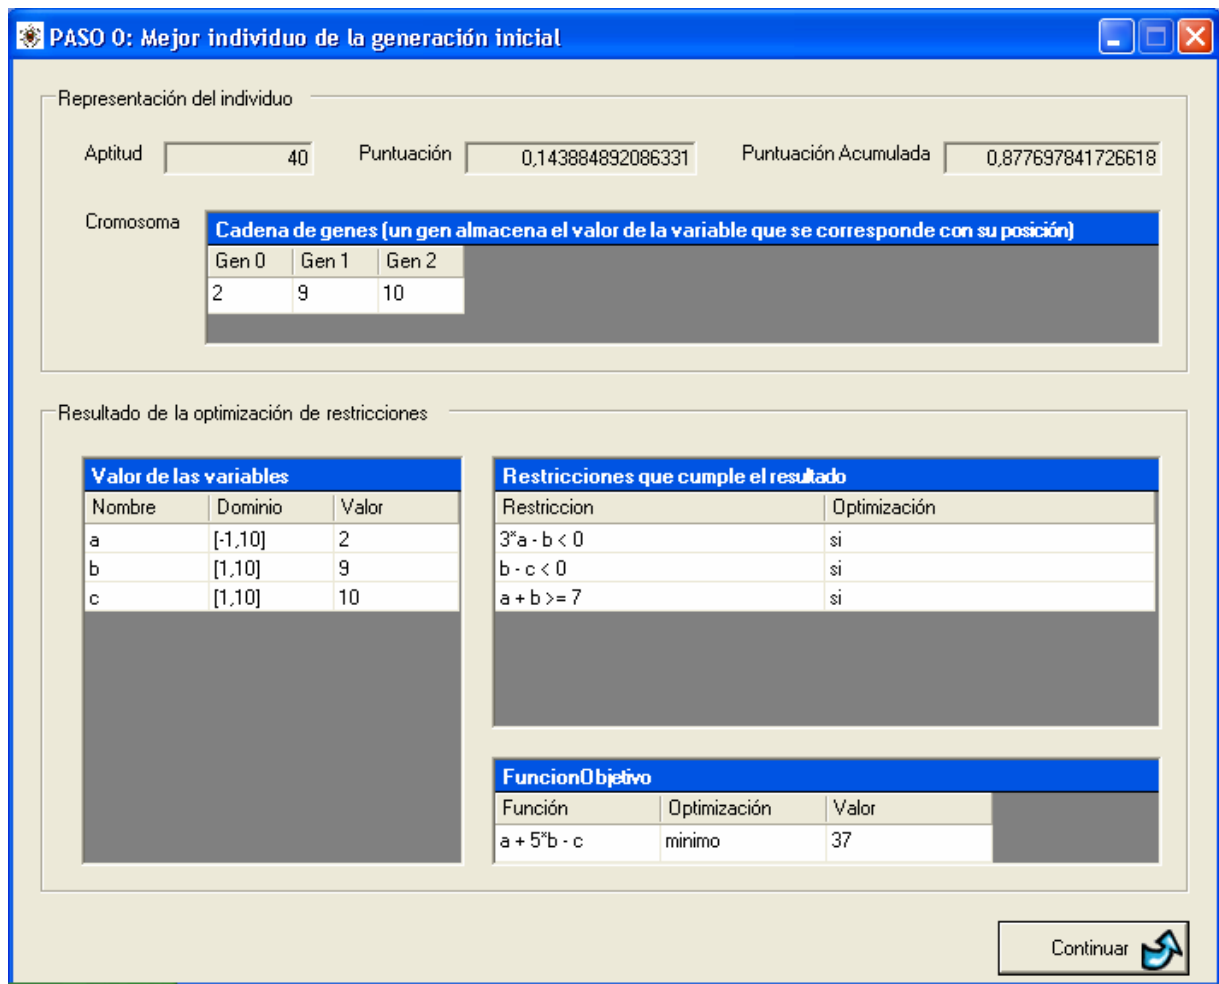 PASO 0: Mejor individuo de la generación inicial
Representación del individuo
Aptitud 40 Puntuación 0,143884892086331 Puntuación Acumulada 0,877697841726618
Cromosoma
Cadena de genes (un gen almacena el valor de la variable que se corresponde con su posición)
Gen 0 Gen 1 Gen 2
2 9 10
Resultado de la optimización de restricciones
Valor de las variables
Nombre Dominio Valor
a [-1,10] 2
b [1,10] 9
c [1,10] 10
Restricciones que cumple el resultado
Restriccion Optimización
3*a - b < 0 si
b - c < 0 si
a + b >= 7 si
FuncionObjetivo
Función Optimización Valor
a + 5*b - c minimo 37
Continuar